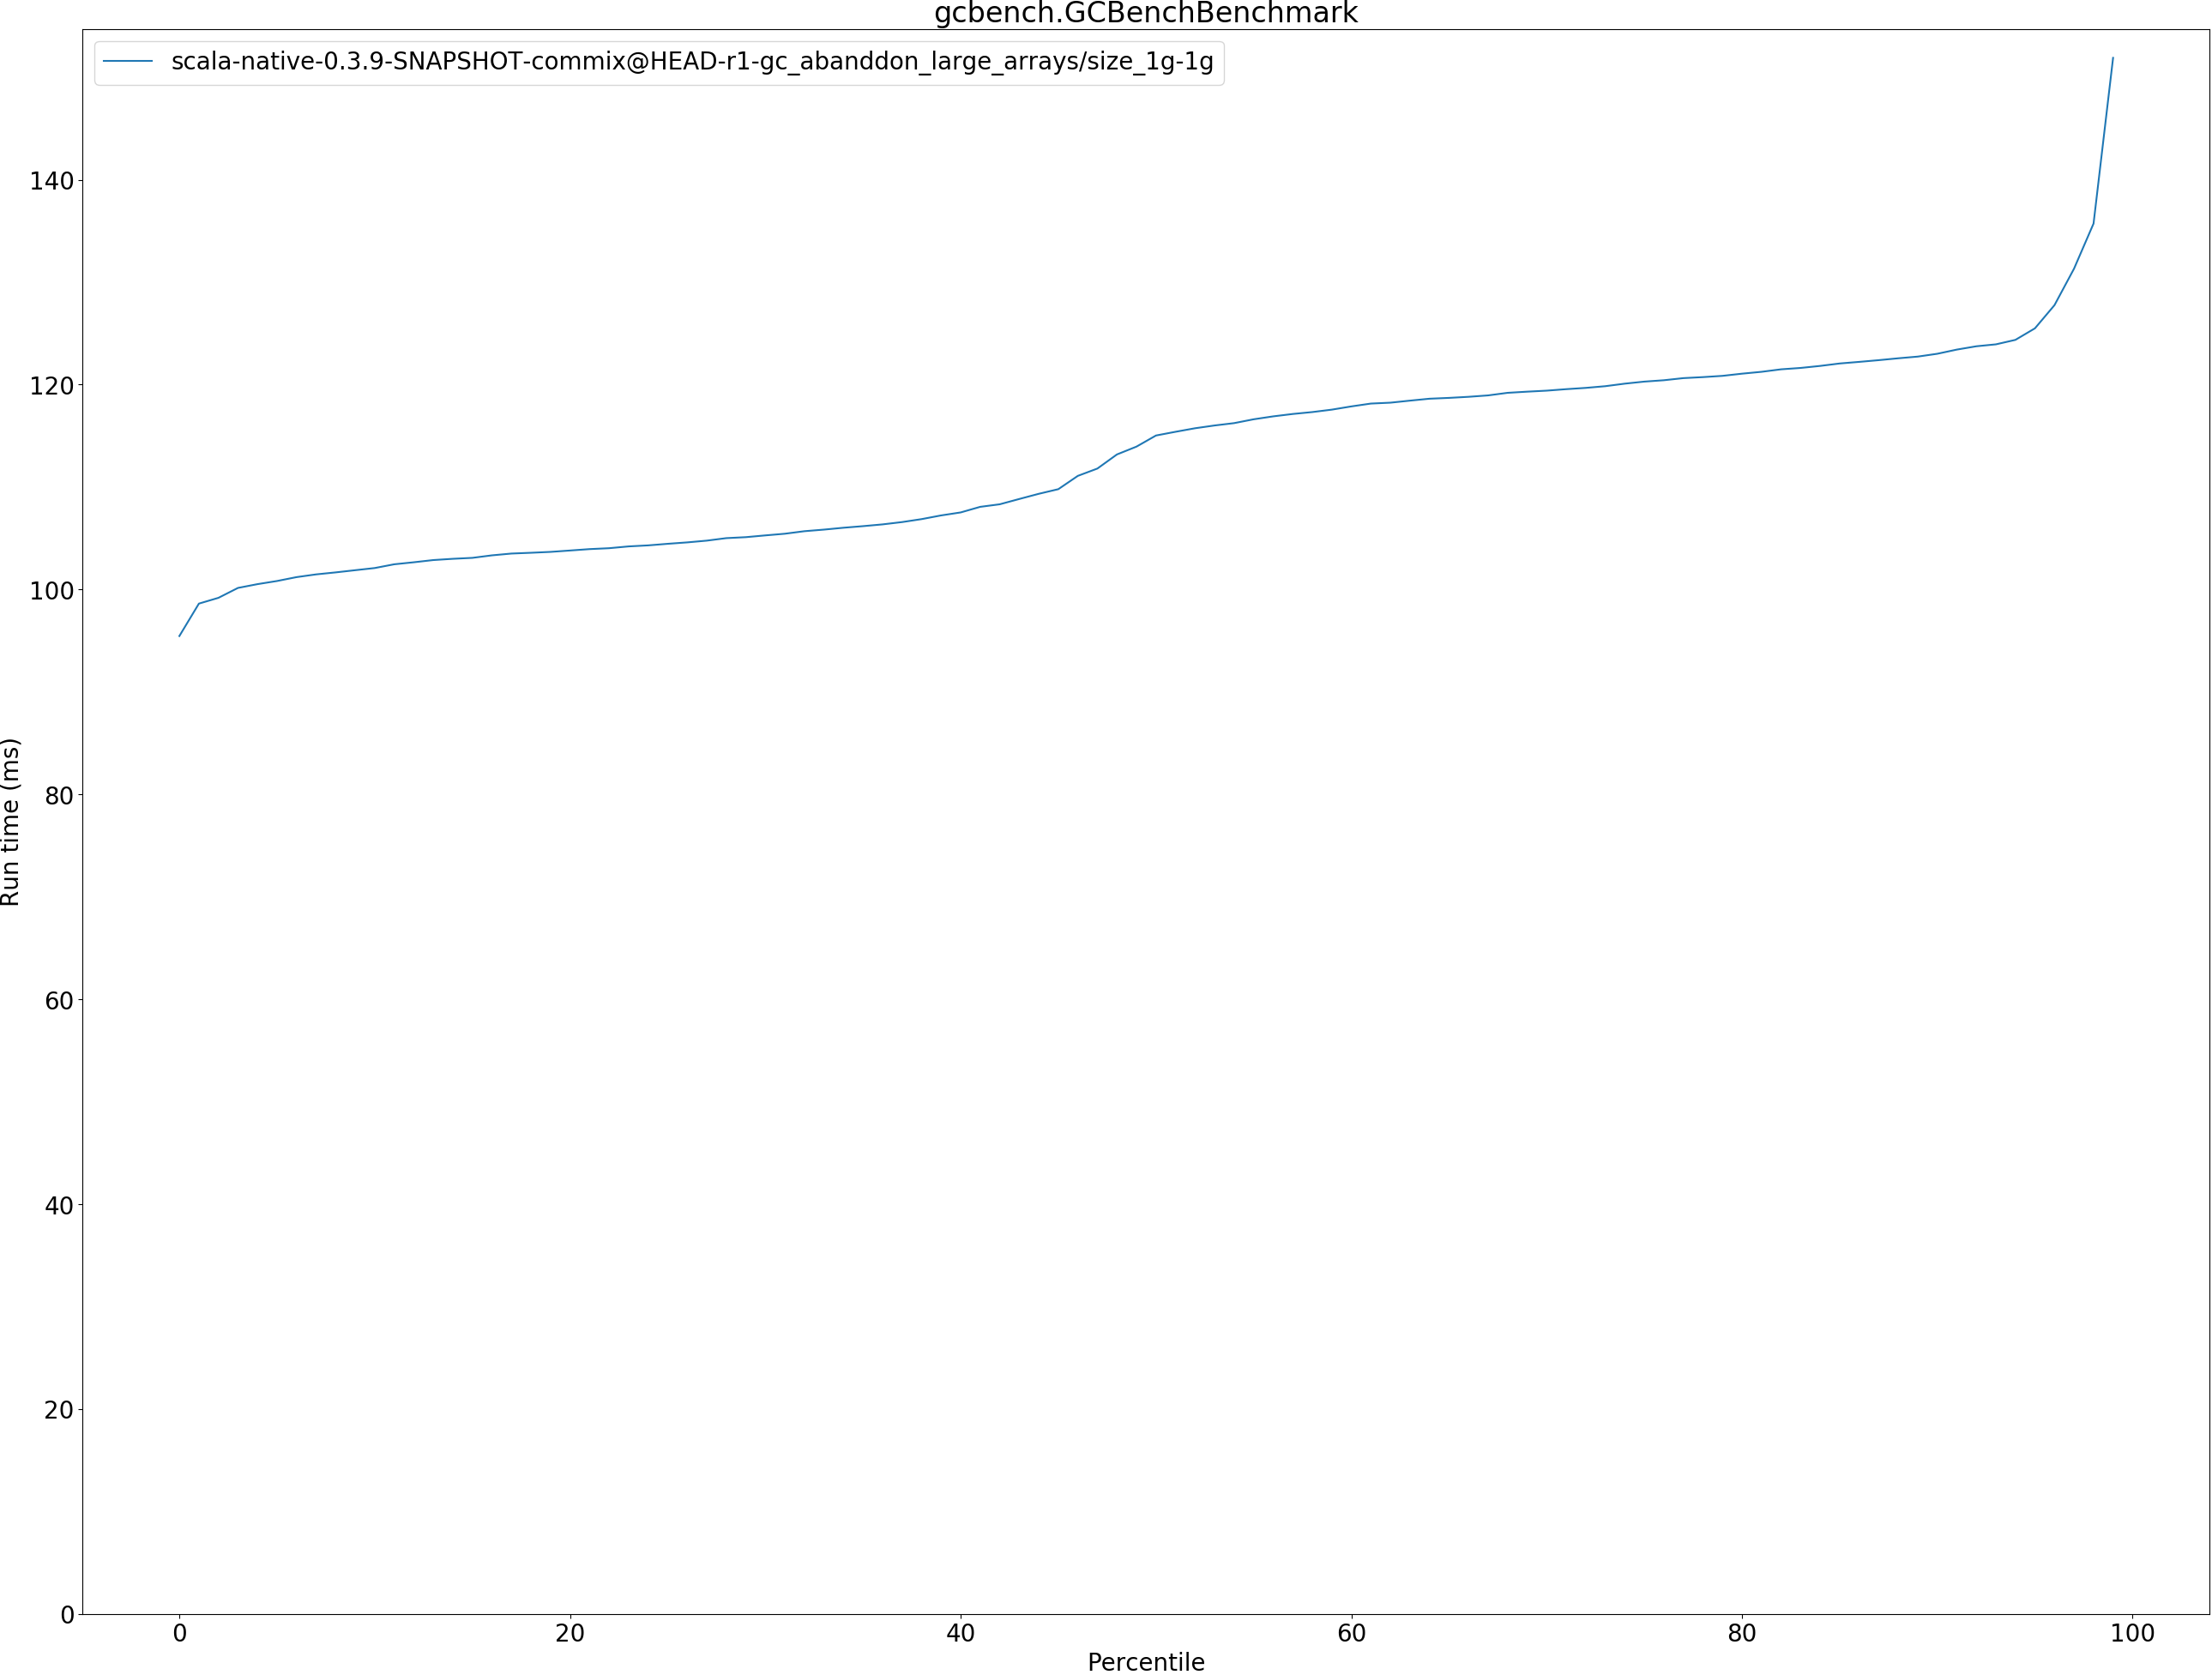 gcbench.GCBenchBenchmark
scala-native-0.3.9-SNAPSHOT-commix@HEAD-r1-gc_abanddon_large_arrays/size_1g-1g
140
120
100
80
60
40
20
0
Run time (ms)
0 20 40 60 80 100
Percentile